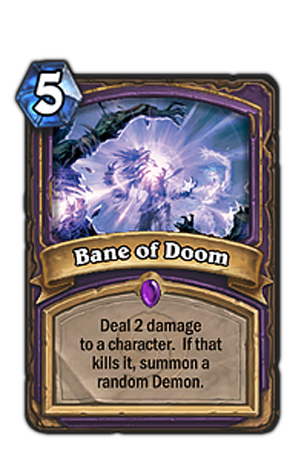 5
Bane of Doom
Deal 2 damage
to a character. If that
kills it, summon a
random Demon.